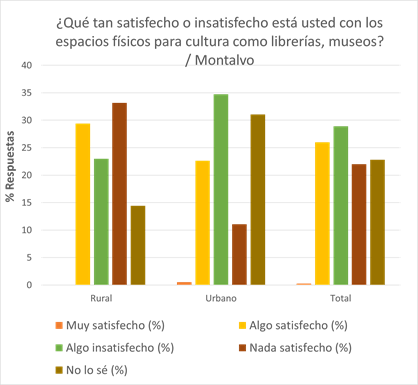 ¿Qué tan satisfecho o insatisfecho está usted con los
espacios físicos para cultura como librerías, museos?
/ Montalvo
% Respuestas
40
35
30
25
20
15
10
5
0
Rural Urbano Total
Muy satisfecho (%) Algo satisfecho (%)
Algo insatisfecho (%) Nada satisfecho (%)
No lo sé (%)